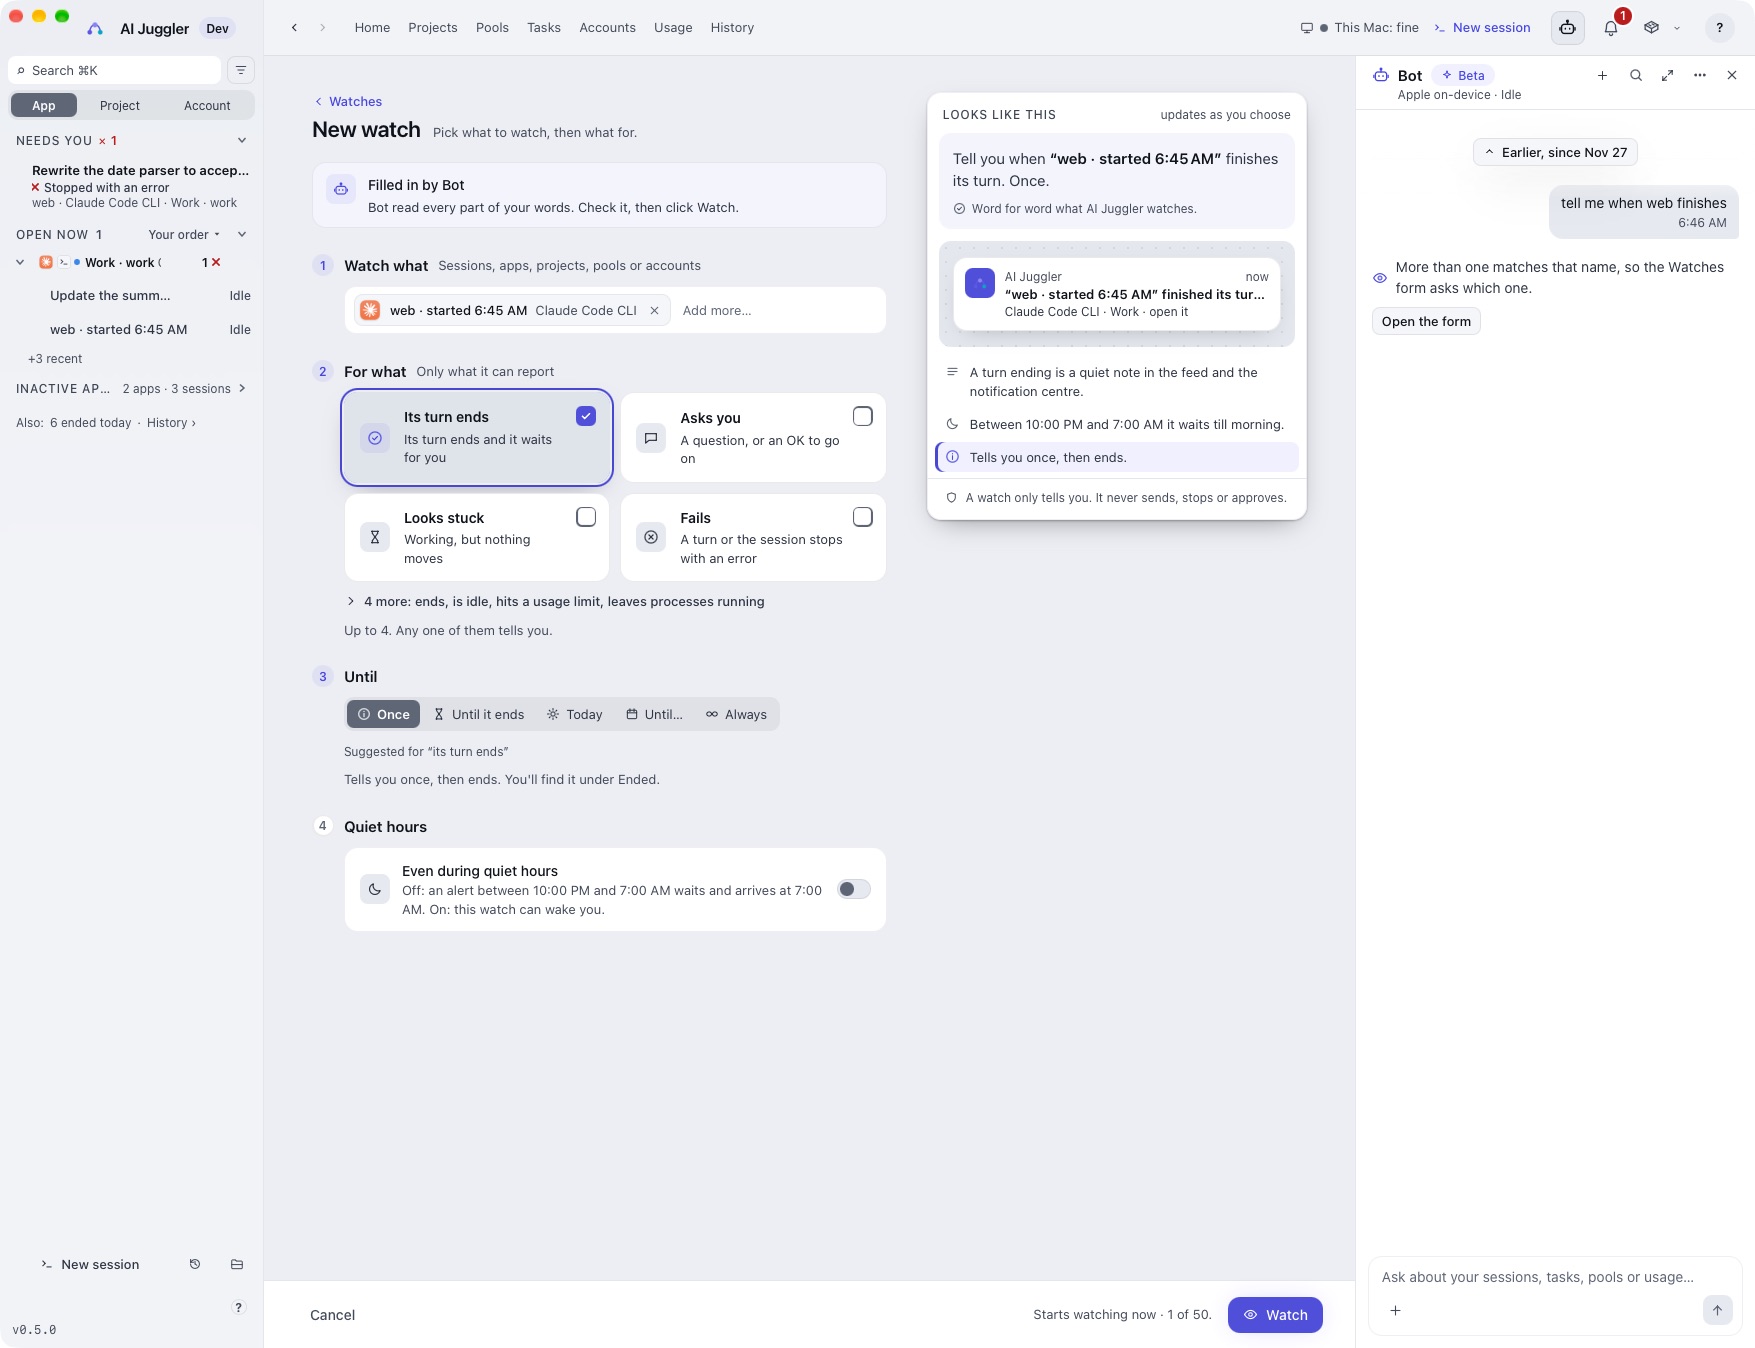 AI Juggler Dev
Search ⌘K
App Project Account
NEEDS YOU × 1
Rewrite the date parser to accep...
Stopped with an error
web · Claude Code CLI · Work · work
OPEN NOW 1 Your order
Work · work 1
Update the summ... Idle
web · started 6:45 AM Idle
+3 recent
INACTIVE AP... 2 apps · 3 sessions
Also: 6 ended today · History ›
New session
?
v0.5.0
Home Projects Pools Tasks Accounts Usage History
This Mac: fine New session 1 ?
Watches
New watch Pick what to watch, then what for.
Filled in by Bot
Bot read every part of your words. Check it, then click Watch.
1 Watch what Sessions, apps, projects, pools or accounts
web · started 6:45 AM Claude Code CLI × Add more...
2 For what Only what it can report
Its turn ends
Its turn ends and it waits
for you
Asks you
A question, or an OK to go
on
Looks stuck
Working, but nothing
moves
Fails
A turn or the session stops
with an error
4 more: ends, is idle, hits a usage limit, leaves processes running
Up to 4. Any one of them tells you.
3 Until
Once Until it ends Today Until... Always
Suggested for “its turn ends”
Tells you once, then ends. You'll find it under Ended.
4 Quiet hours
Even during quiet hours
Off: an alert between 10:00 PM and 7:00 AM waits and arrives at 7:00
AM. On: this watch can wake you.
LOOKS LIKE THIS updates as you choose
Tell you when “web · started 6:45 AM” finishes
its turn. Once.
Word for word what AI Juggler watches.
AI Juggler now
“web · started 6:45 AM” finished its tur...
Claude Code CLI · Work · open it
A turn ending is a quiet note in the feed and the
notification centre.
Between 10:00 PM and 7:00 AM it waits till morning.
Tells you once, then ends.
A watch only tells you. It never sends, stops or approves.
Cancel
Starts watching now · 1 of 50. Watch
Bot Beta
Apple on-device · Idle
Earlier, since Nov 27
tell me when web finishes
6:46 AM
More than one matches that name, so the Watches
form asks which one.
Open the form
Ask about your sessions, tasks, pools or usage...